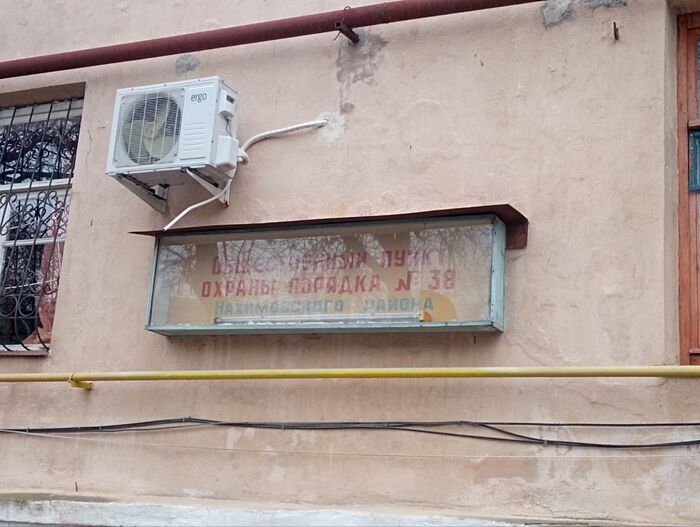 ergo
ОБЩЕСТВЕННЫЙ ПУНКТ
ОХРАНЫ ПОРЯДКА № 38
НАХИМОВСКОГО РАЙОНА